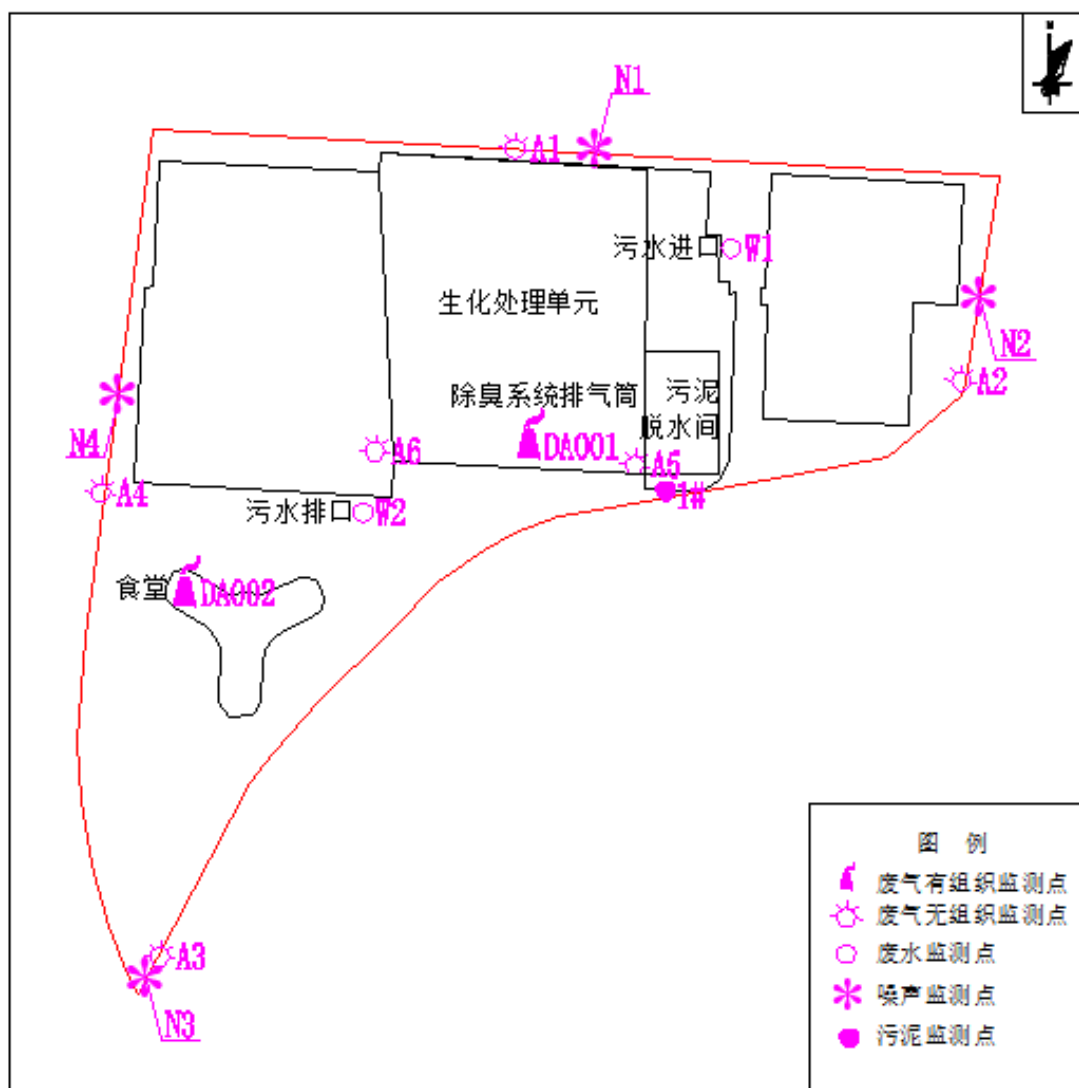 N
N1
A1
污水进口
W1
生化处理单元
N2
A2
除臭系统排气筒
污泥
脱水间
DA001
A6
A5
N4
A4
1#
污水排口
W2
食堂
DA002
A3
N3
图 例
废气有组织监测点
废气无组织监测点
废水监测点
噪声监测点
污泥监测点